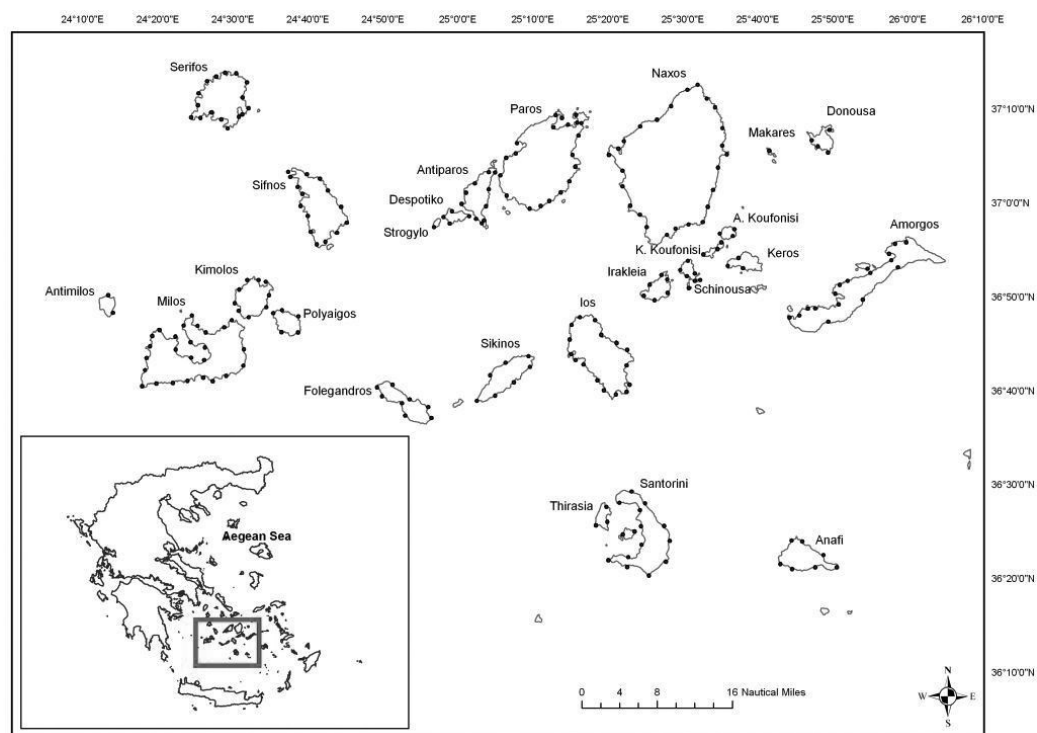 24°10'0"E 24°20'0"E 24°30'0"E 24°40'0"E 24°50'0"E 25°0'0"E 25°10'0"E 25°20'0"E 25°30'0"E 25°40'0"E 25°50'0"E 26°0'0"E 26°10'0"E
Serifos
Naxos
Paros
Donousa
37°10'0"N
Makares
Antiparos
Sifnos
Despotiko
37°0'0"N
Strogylo
A. Koufonisi
Amorgos
K. Koufonisi
Keros
Kimolos
Irakleia
Schinousa
Antimilos
Milos
36°50'0"N
Polyaigos
Ios
Sikinos
Folegandros
36°40'0"N
Santorini
36°30'0"N
Thirasia
Aegean Sea
Anafi
36°20'0"N
36°10'0"N
N
W E
S
0 2 4 8 16 Nautical Miles